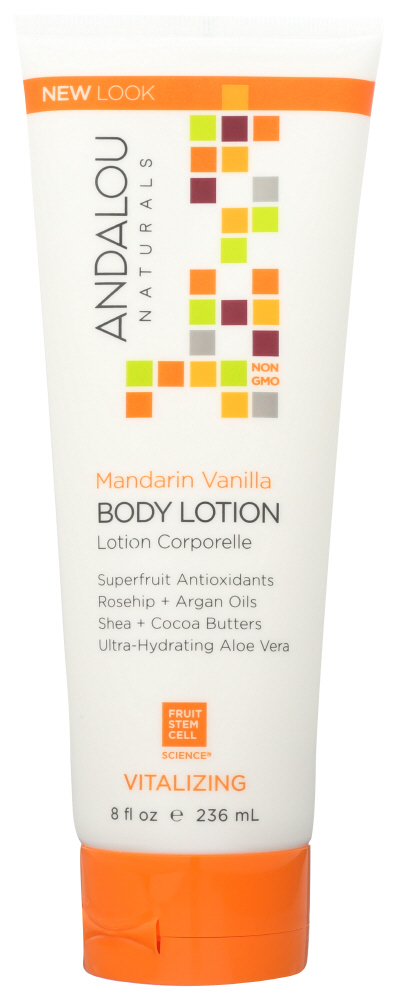 NEW LOOK
ANDALOU
NATURALS
NON
GMO
Mandarin Vanilla
BODY LOTION
Lotion Corporelle
Superfruit Antioxidants
Rosehip + Argan Oils
Shea + Cocoa Butters
Ultra-Hydrating Aloe Vera
FRUIT
STEM
CELL
SCIENCE®
VITALIZING
8 fl oz ℮ 236 mL